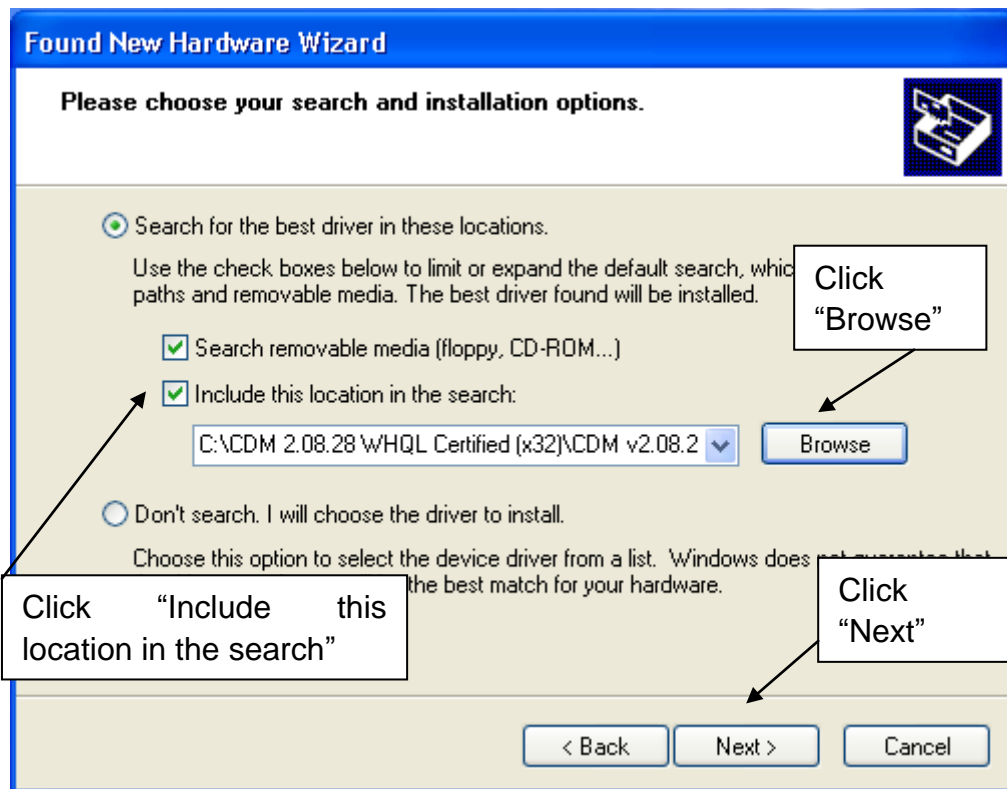 Found New Hardware Wizard
Please choose your search and installation options.
Search for the best driver in these locations.
Use the check boxes below to limit or expand the default search,
paths and removable media. The best driver found will be installed.
Click
“Browse”
Search removable media (floppy, CD-ROM...)
Include this location in the search:
C:\CDM 2.08.28 WHQL Certified (x32)\CDM v2.08.2
Browse
Don't search. I will choose the driver to install.
Choose this option to select the device driver from a list. Windows does not guarantee that
the best match for your hardware.
Click “Include this
location in the search”
Click
“Next”
< Back
Next >
Cancel